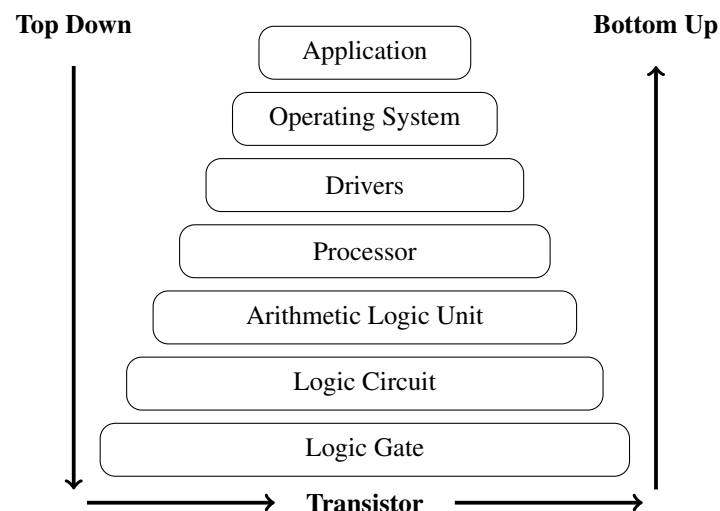 Top Down
Bottom Up
Application
Operating System
Drivers
Processor
Arithmetic Logic Unit
Logic Circuit
Logic Gate
Transistor